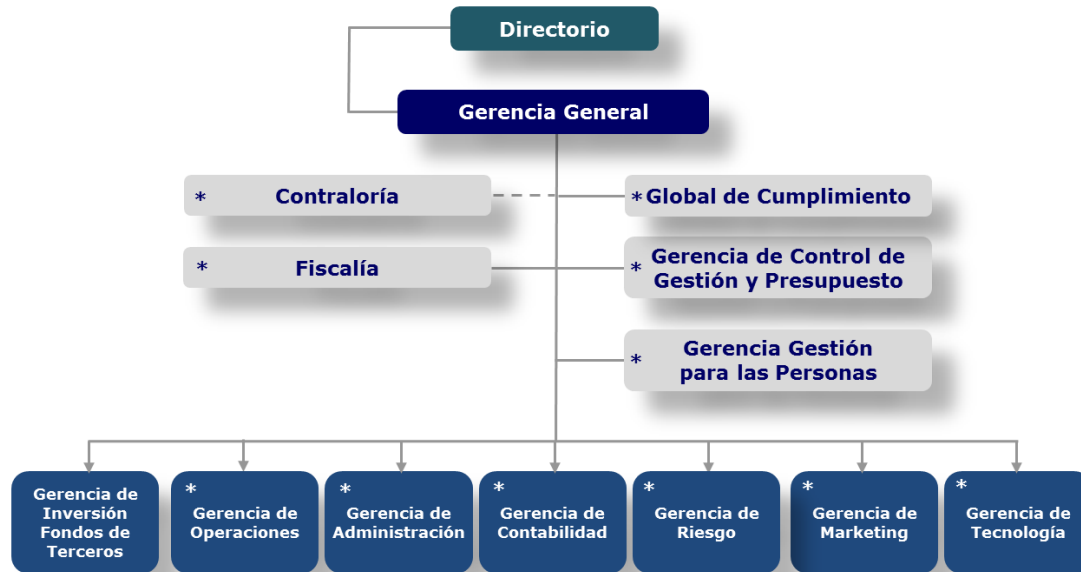 Directorio
Gerencia General
* Contraloría
* Global de Cumplimiento
* Fiscalía
* Gerencia de Control de
Gestión y Presupuesto
* Gerencia Gestión
para las Personas
Gerencia de
Inversión
Fondos de
Terceros
*
Gerencia de
Operaciones
*
Gerencia de
Administración
*
Gerencia de
Contabilidad
*
Gerencia de
Riesgo
*
Gerencia de
Marketing
*
Gerencia de
Tecnología